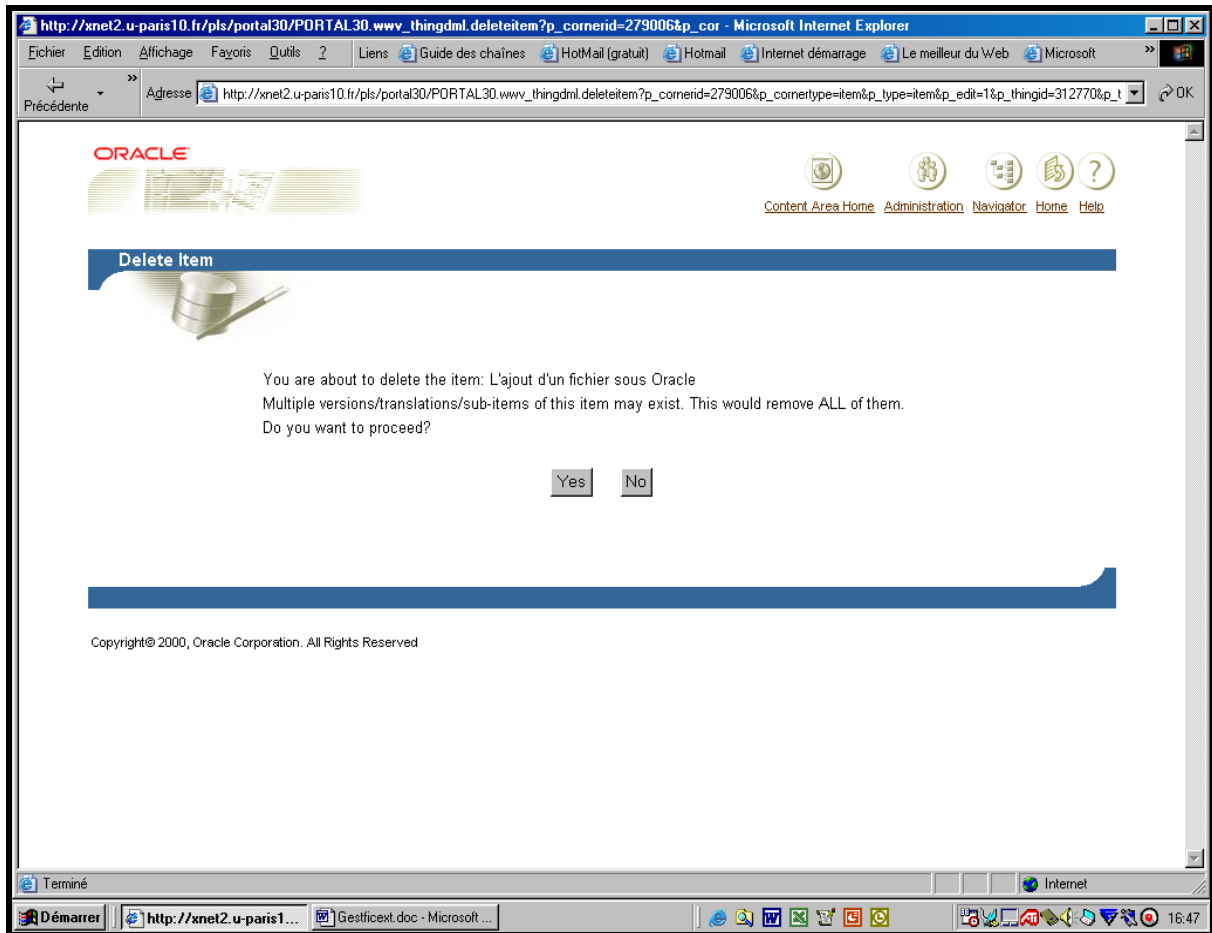 http://xnet2.u-paris10.fr/pls/portal30/PORTAL30.wwv_thingdml.deleteitem?p_cornerid=279006&p_cor - Microsoft Internet Explorer
Fichier Edition Affichage Favoris Outils ? Liens Guide des chaînes HotMail (gratuit) Hotmail Internet démarrage Le meilleur du Web Microsoft »
Précédente » Adresse http://xnet2.u-paris10.fr/pls/portal30/PORTAL30.wwv_thingdml.deleteitem?p_cornerid=279006&p_cornertype=item&p_type=item&p_edit=1&p_thingid=312770&p_t OK
ORACLE
Content Area Home Administration Navigator Home Help
Delete Item
You are about to delete the item: L'ajout d'un fichier sous Oracle
Multiple versions/translations/sub-items of this item may exist. This would remove ALL of them.
Do you want to proceed?
Yes No
Copyright© 2000, Oracle Corporation. All Rights Reserved
Terminé Internet
Démarrer http://xnet2.u-paris1... Gestficext.doc - Microsoft ... 16:47